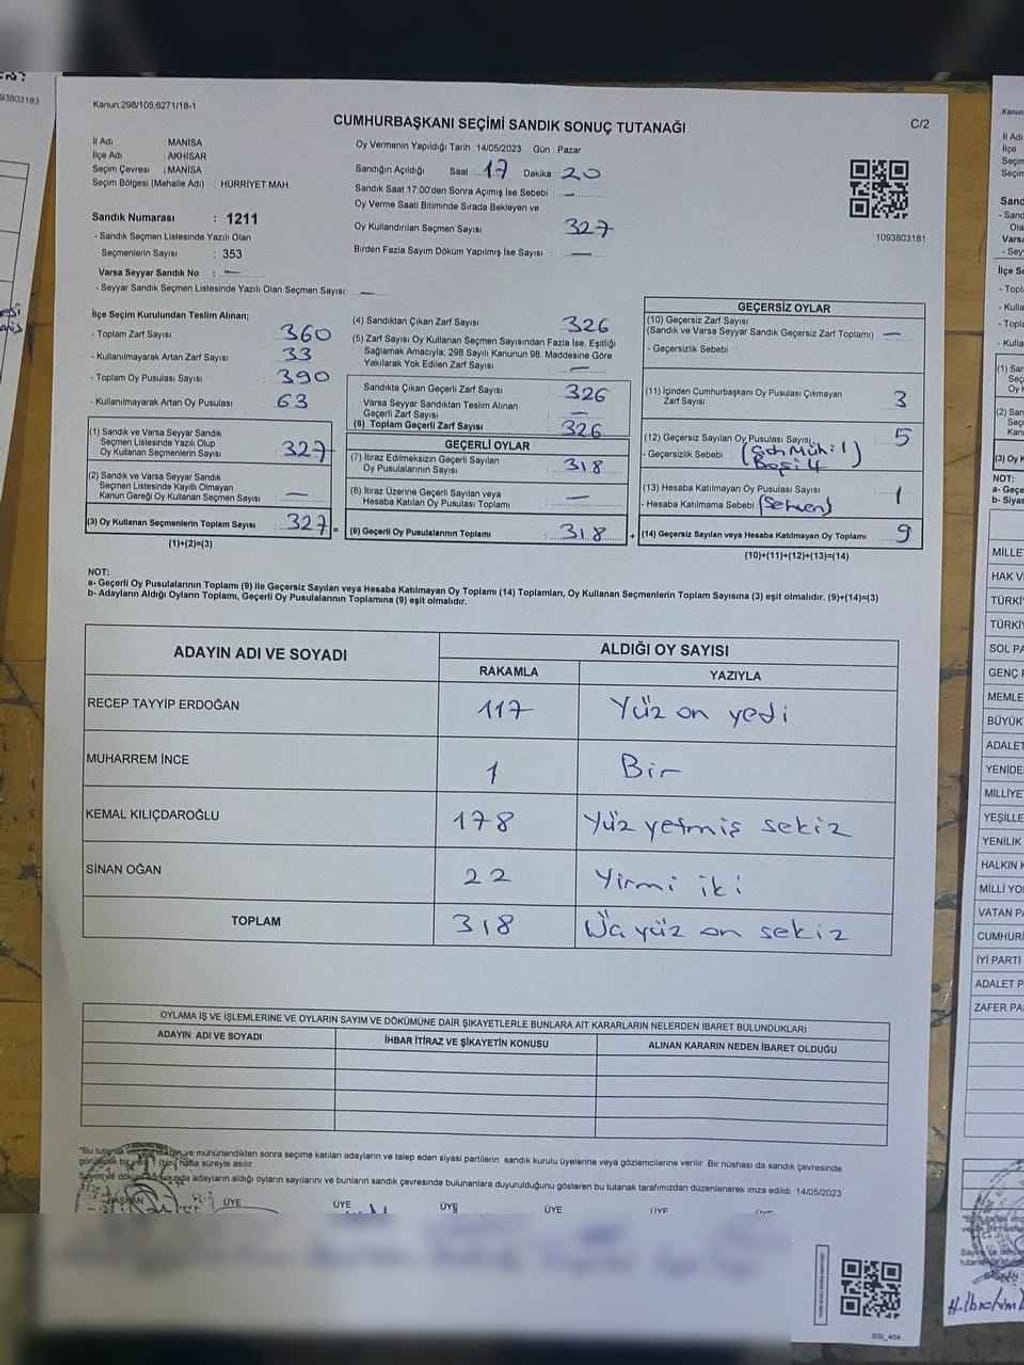 Kanun:298/105,6271/18-1
C/2
CUMHURBAŞKANI SEÇİMİ SANDIK SONUÇ TUTANAĞI
İl Adı : MANİSA
İlçe Adı : AKHİSAR
Seçim Çevresi : MANİSA
Seçim Bölgesi (Mahalle Adı) : HÜRRİYET MAH.
Sandık Numarası : 1211
- Sandık Seçmen Listesinde Yazılı Olan
Seçmenlerin Sayısı : 353
Varsa Seyyar Sandık No : —
- Seyyar Sandık Seçmen Listesinde Yazılı Olan Seçmen Sayısı: —
Oy Vermenin Yapıldığı Tarih : 14/05/2023 Gün : Pazar
Sandığın Açıldığı Saat 17 Dakika : 20
Sandık Saat 17:00'den Sonra Açımış İse Sebebi : —
Oy Verme Saati Bitiminde Sırada Bekleyen ve
Oy Kullandırılan Seçmen Sayısı 327
Birden Fazla Sayım Döküm Yapılmış İse Sayısı : —
1093803181
İlçe Seçim Kurulundan Teslim Alınan;
- Toplam Zarf Sayısı 360
- Kullanılmayarak Artan Zarf Sayısı 33
- Toplam Oy Pusulası Sayısı 390
- Kullanılmayarak Artan Oy Pusulası 63
(1) Sandık ve Varsa Seyyar Sandık
Seçmen Listesinde Yazılı Olup
Oy Kullanan Seçmenlerin Sayısı 327
(2) Sandık ve Varsa Seyyar Sandık
Seçmen Listesinde Kayıtlı Olmayan
Kanun Gereği Oy Kullanan Seçmen Sayısı —
(3) Oy Kullanan Seçmenlerin Toplam Sayısı 327 =
(1)+(2)=(3)
(4) Sandıktan Çıkan Zarf Sayısı 326
(5) Zarf Sayısı Oy Kullanan Seçmen Sayısından Fazla İse, Eşitliği
Sağlamak Amacıyla; 298 Sayılı Kanunun 98. Maddesine Göre
Yakılarak Yok Edilen Zarf Sayısı —
Sandıkta Çıkan Geçerli Zarf Sayısı 326
Varsa Seyyar Sandıktan Teslim Alınan
Geçerli Zarf Sayısı —
(6) Toplam Geçerli Zarf Sayısı 326
GEÇERLİ OYLAR
(7) İtiraz Edilmeksizin Geçerli Sayılan
Oy Pusulalarının Sayısı 318
(8) İtiraz Üzerine Geçerli Sayılan veya
Hesaba Katılan Oy Pusulası Toplamı —
(9) Geçerli Oy Pusulalarının Toplamı 318 +
GEÇERSİZ OYLAR
(10) Geçersiz Zarf Sayısı
(Sandık ve Varsa Seyyar Sandık Geçersiz Zarf Toplamı) —
- Geçersizlik Sebebi
(11) İçinden Cumhurbaşkanı Oy Pusulası Çıkmayan
Zarf Sayısı 3
(12) Geçersiz Sayılan Oy Pusulası Sayısı 5
- Geçersizlik Sebebi
(13) Hesaba Katılmayan Oy Pusulası Sayısı 1
- Hesaba Katılmama Sebebi (Sehven)
(14) Geçersiz Sayılan veya Hesaba Katılmayan Oy Toplamı 9
(10)+(11)+(12)+(13)=(14)
NOT:
a- Geçerli Oy Pusulalarının Toplamı (9) ile Geçersiz Sayılan veya Hesaba Katılmayan Oy Toplamı (14) Toplamları, Oy Kullanan Seçmenlerin Toplam Sayısına (3) eşit olmalıdır. (9)+(14)=(3)
b- Adayların Aldığı Oyların Toplamı, Geçerli Oy Pusulalarının Toplamına (9) eşit olmalıdır.
ADAYIN ADI VE SOYADI
ALDIĞI OY SAYISI
RAKAMLA YAZIYLA
RECEP TAYYİP ERDOĞAN 117 Yüz on yedi
MUHARREM İNCE 1 Bir
KEMAL KILIÇDAROĞLU 178 Yüz yetmiş sekiz
SİNAN OĞAN 22 Yirmi iki
TOPLAM 318 Üç yüz on sekiz
OYLAMA İŞ VE İŞLEMLERİNE VE OYLARIN SAYIM VE DÖKÜMÜNE DAİR ŞİKAYETLERLE BUNLARA AİT KARARLARIN NELERDEN İBARET BULUNDUKLARI
ADAYIN ADI VE SOYADI İHBAR İTİRAZ VE ŞİKAYETİN KONUSU ALINAN KARARIN NEDEN İBARET OLDUĞU
mühürlendikten sonra seçime katılan adayların ve talep eden siyasi partilerin sandık kurulu üyelerine veya gözlemcilerine verilir. Bir nüshası da sandık çevresinde
hafta süreyle asılır.
adayların aldığı oyların sayılarını ve bunların sandık çevresinde bulunanlara duyurulduğunu gösteren bu tutanak tarafımızdan düzenlenerek imza edildi. 14/05/2023
BAŞKAN ÜYE ÜYE ÜYE ÜYE ÜYE